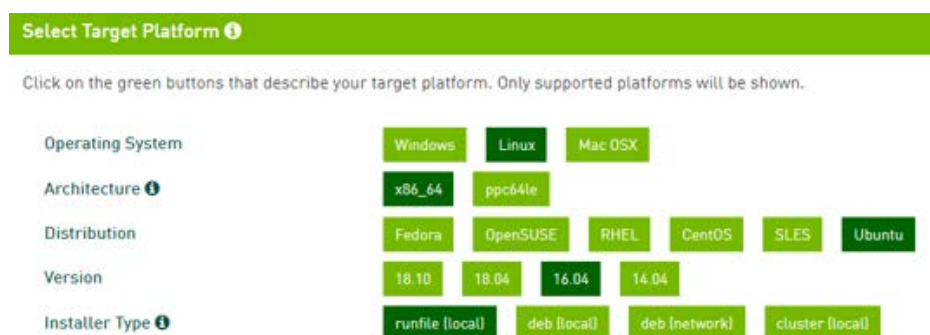 Select Target Platform
Click on the green buttons that describe your target platform. Only supported platforms will be shown.
Operating System Windows Linux Mac OSX
Architecture x86_64 ppc64le
Distribution Fedora OpenSUSE RHEL CentOS SLES Ubuntu
Version 18.10 18.04 16.04 14.04
Installer Type runfile (local) deb (local) deb (network) cluster (local)